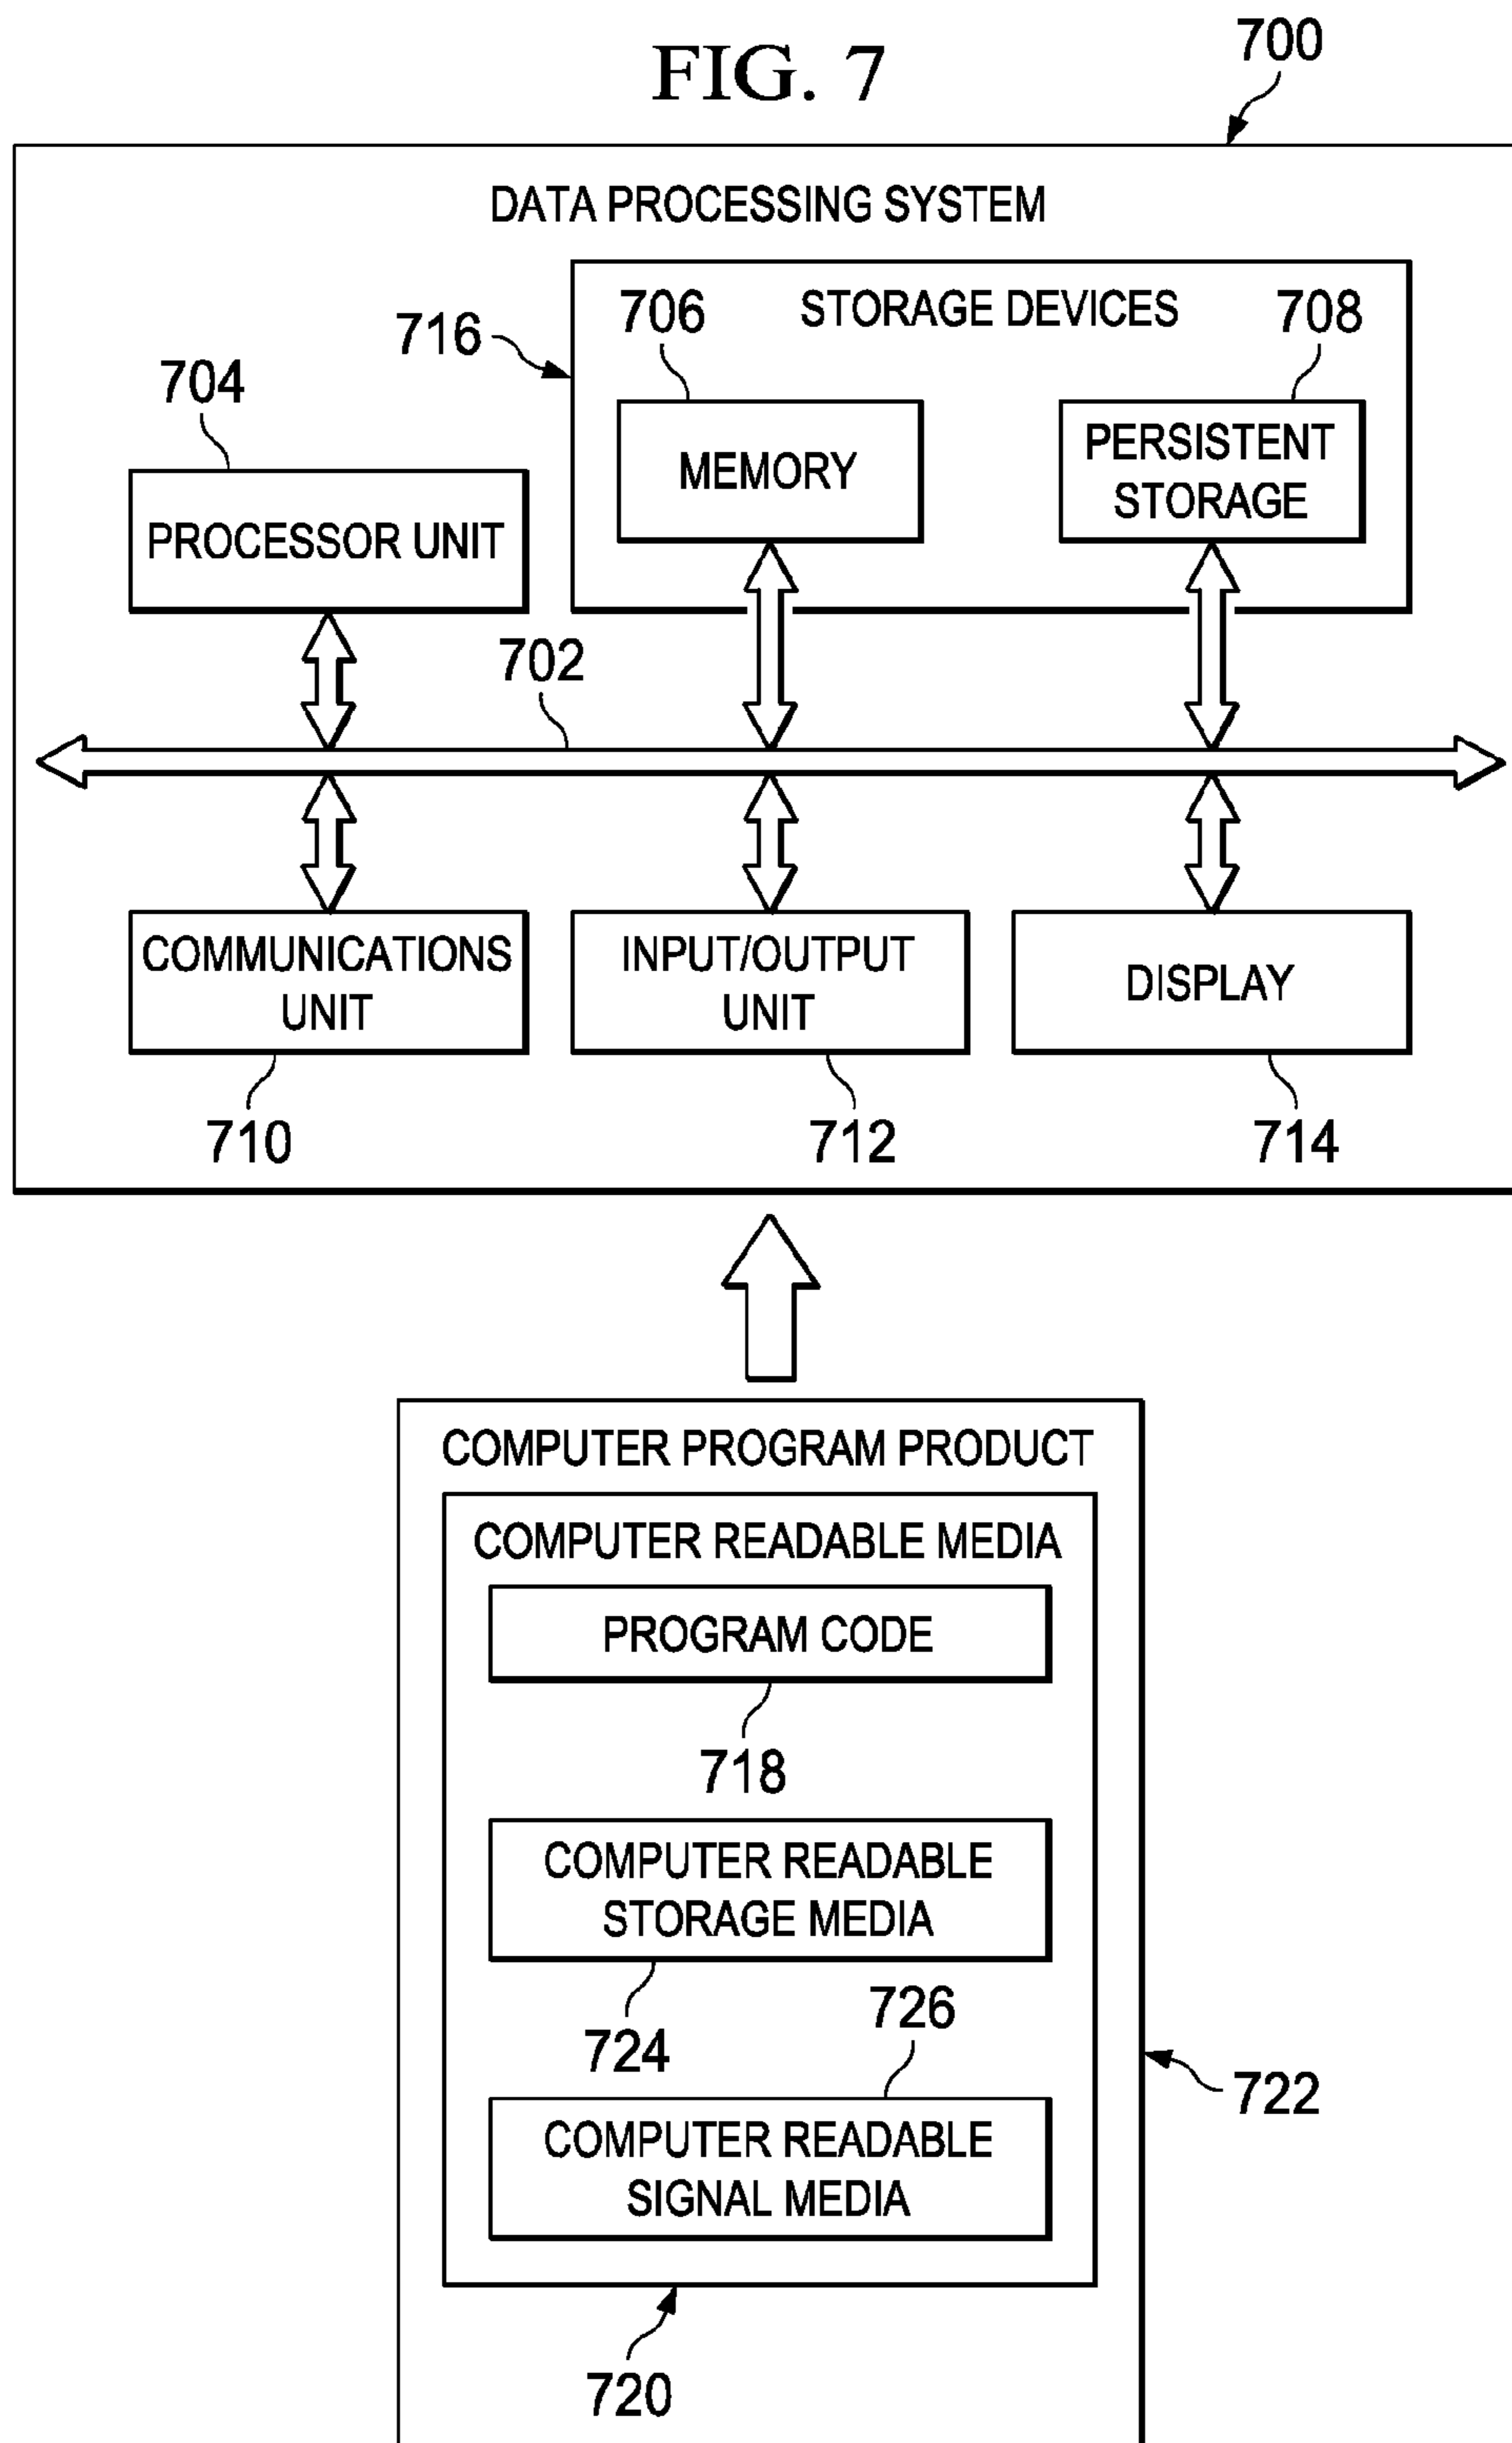 FIG. 7
700
DATA PROCESSING SYSTEM
716
706
STORAGE DEVICES
708
704
MEMORY
PERSISTENT
STORAGE
PROCESSOR UNIT
702
COMMUNICATIONS
UNIT
INPUT/OUTPUT
UNIT
DISPLAY
710
712
714
COMPUTER PROGRAM PRODUCT
COMPUTER READABLE MEDIA
PROGRAM CODE
718
COMPUTER READABLE
STORAGE MEDIA
724
726
COMPUTER READABLE
SIGNAL MEDIA
722
720